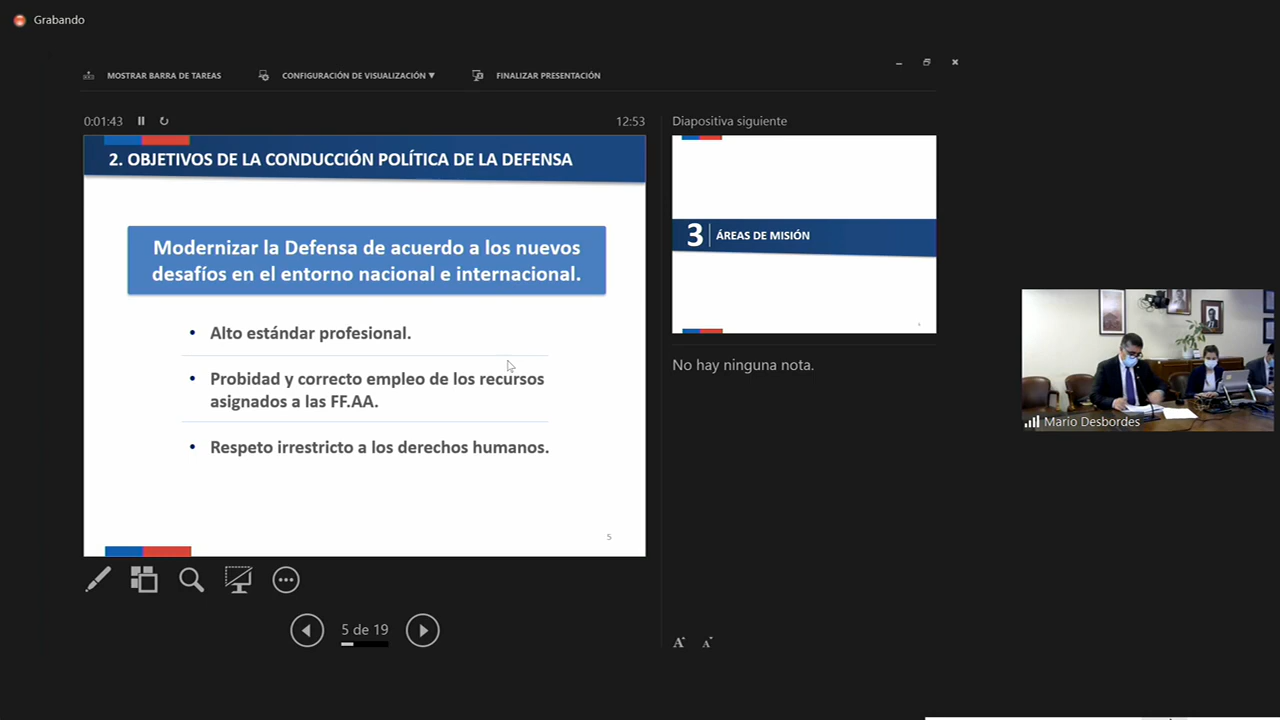 Grabando
MOSTRAR BARRA DE TAREAS
CONFIGURACIÓN DE VISUALIZACIÓN ▼
FINALIZAR PRESENTACIÓN
0:01:43
12:53
2. OBJETIVOS DE LA CONDUCCIÓN POLÍTICA DE LA DEFENSA
Modernizar la Defensa de acuerdo a los nuevos
desafíos en el entorno nacional e internacional.
• Alto estándar profesional.
• Probidad y correcto empleo de los recursos
asignados a las FF.AA.
• Respeto irrestricto a los derechos humanos.
5
5 de 19
Diapositiva siguiente
3 ÁREAS DE MISIÓN
No hay ninguna nota.
A A
Mario Desbordes